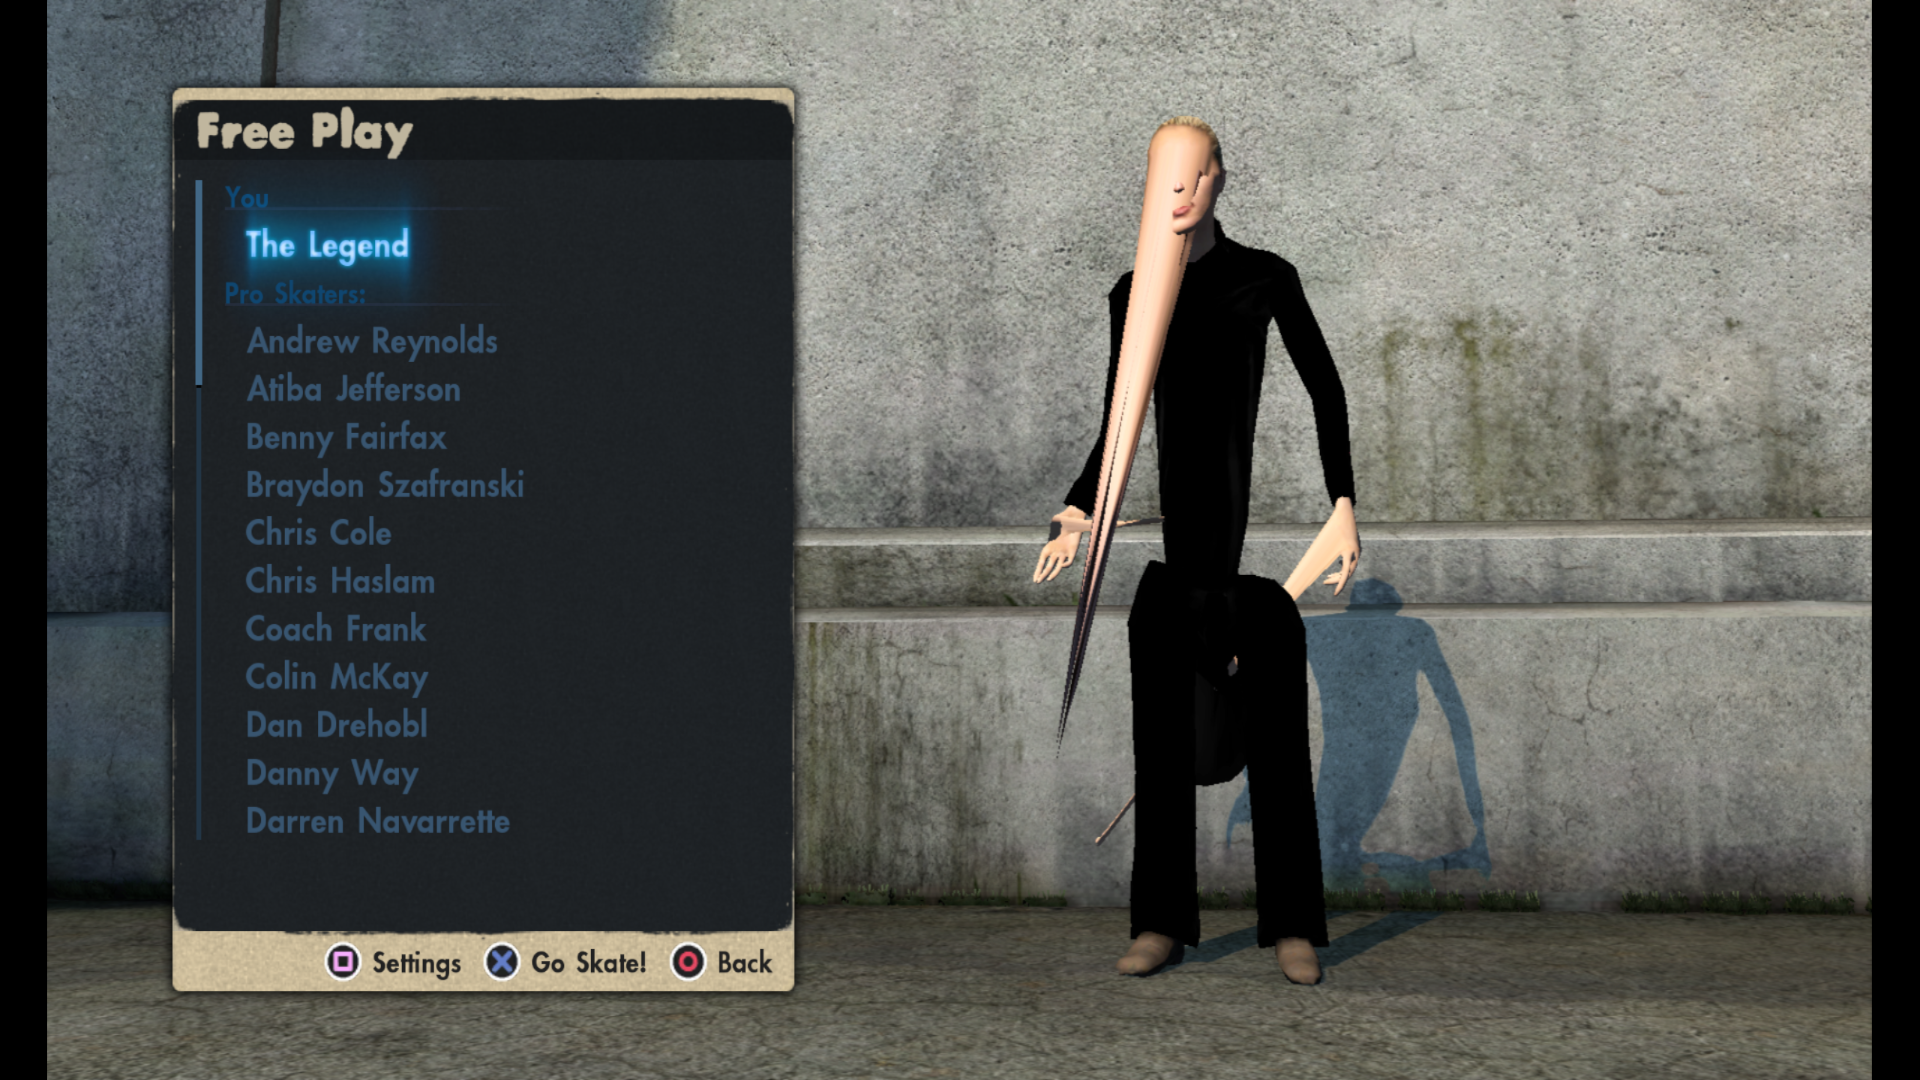 Free Play
You
The Legend
Pro Skaters:
Andrew Reynolds
Atiba Jefferson
Benny Fairfax
Braydon Szafranski
Chris Cole
Chris Haslam
Coach Frank
Colin McKay
Dan Drehobl
Danny Way
Darren Navarrette
Settings Go Skate! Back